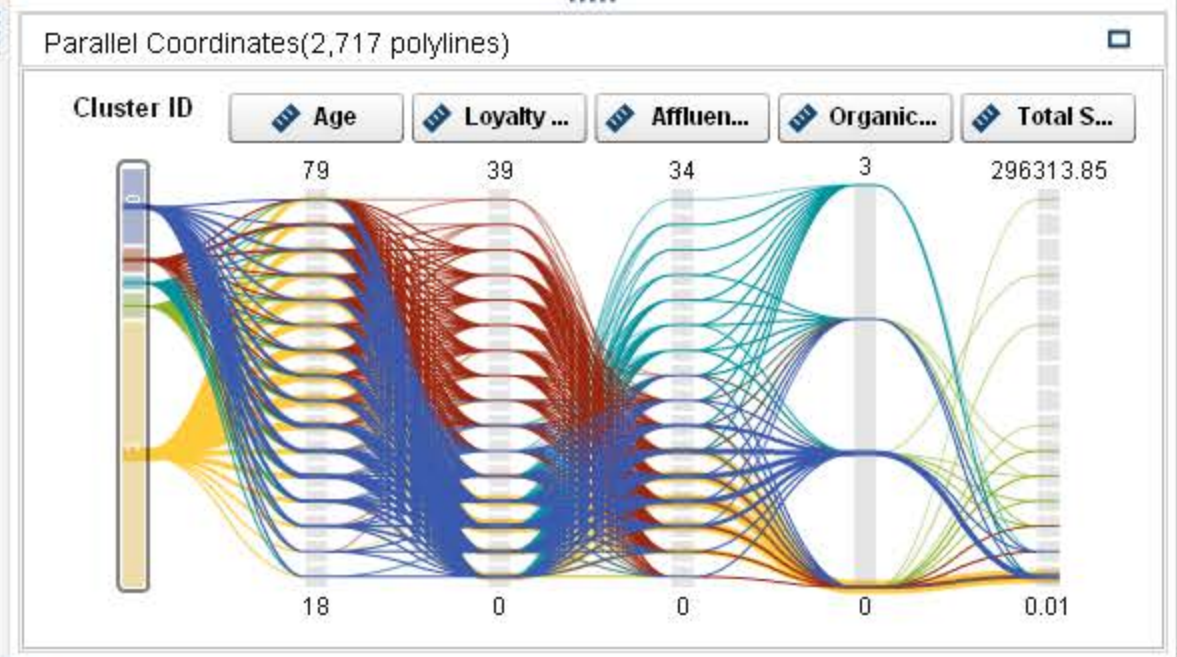 Parallel Coordinates(2,717 polylines)
Cluster ID
Age
Loyalty ...
Affluen...
Organic...
Total S...
79
39
34
3
296313.85
0
18
0
0
0
0.01